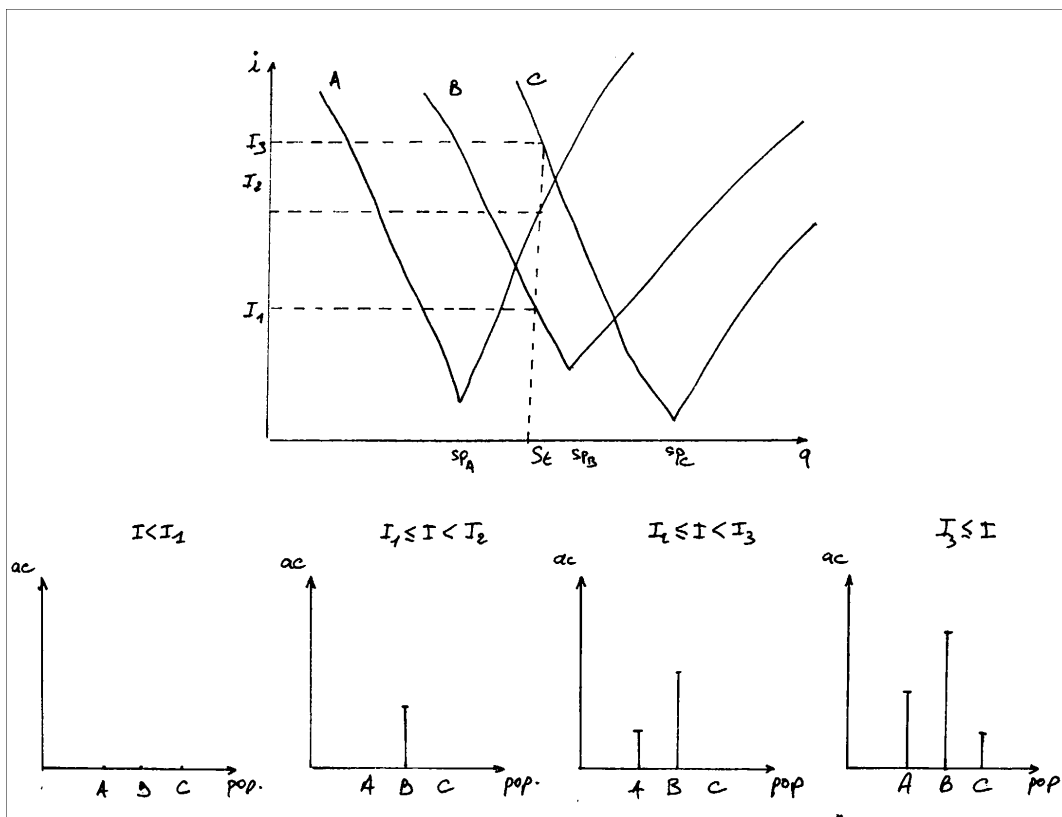 i
A B C
I3
I2
I1
spA St spB spC q
I<I1 I1 ≤ I < I2 I2 ≤ I < I3 I3 ≤ I
ac ac ac ac
A B C pop. A B C pop. A B C pop A B C pop